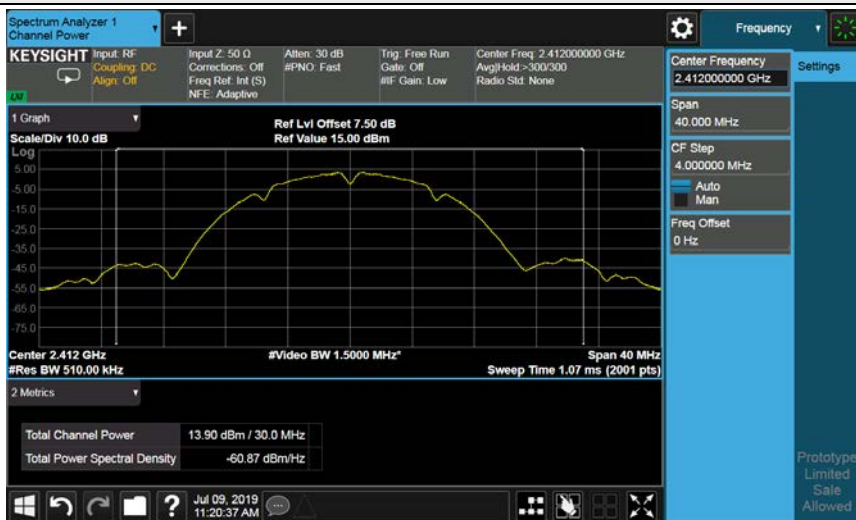 Spectrum Analyzer 1
Channel Power
+
Frequency
KEYSIGHT
Input: RF
Coupling: DC
Align: Off
Input Z: 50 Ω
Corrections: Off
Freq Ref: Int (S)
NFE: Adaptive
Atten: 30 dB
#PNO: Fast
Trig: Free Run
Gate: Off
#IF Gain: Low
Center Freq: 2.412000000 GHz
Avg|Hold:>300/300
Radio Std: None
Center Frequency
2.412000000 GHz
Settings
Span
40.000 MHz
CF Step
4.000000 MHz
Auto
Man
Freq Offset
0 Hz
1 Graph
Scale/Div 10.0 dB
Ref Lvl Offset 7.50 dB
Ref Value 15.00 dBm
Log
5.00
-5.00
-15.0
-25.0
-35.0
-45.0
-55.0
-65.0
-75.0
Center 2.412 GHz
#Video BW 1.5000 MHz*
Span 40 MHz
#Res BW 510.00 kHz
Sweep Time 1.07 ms (2001 pts)
2 Metrics
Total Channel Power
13.90 dBm / 30.0 MHz
Total Power Spectral Density
-60.87 dBm/Hz
?
Jul 09, 2019
11:20:37 AM
Prototype
Limited
Sale
Allowed